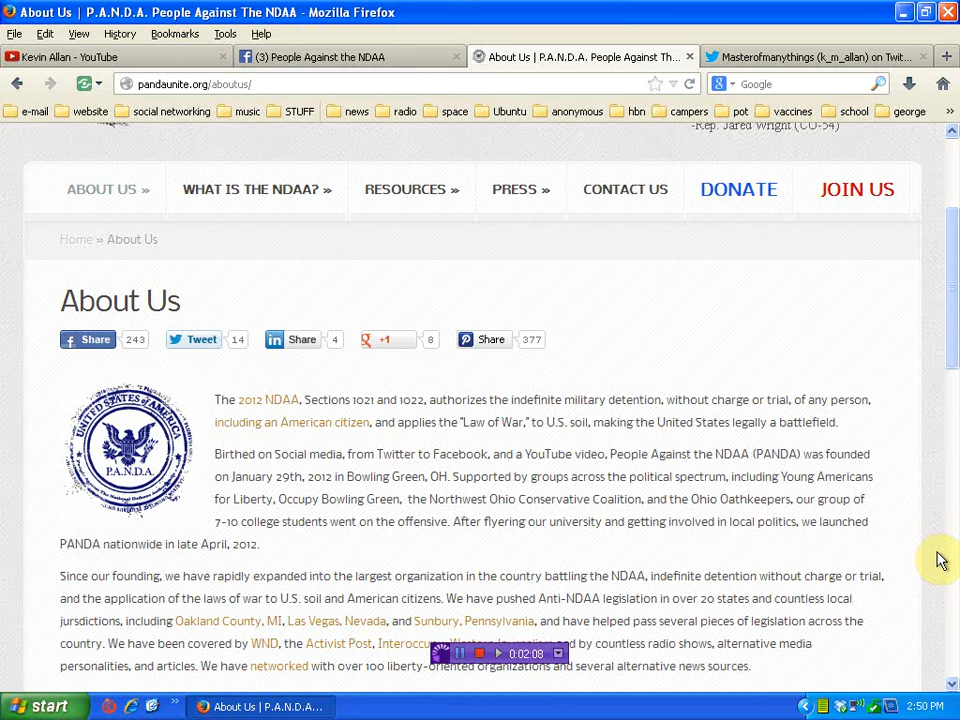 About Us | P.A.N.D.A. People Against The NDAA - Mozilla Firefox
File Edit View History Bookmarks Tools Help
Kevin Allan - YouTube
(3) People Against the NDAA
About Us | P.A.N.D.A. People Against Th...
Masterofmanythings (k_m_allan) on Twit...
pandaunite.org/aboutus/
Google
e-mail website social networking music STUFF news radio space Ubuntu anonymous hbn campers pot vaccines school george
-Rep. Jared Wright (CO-54)
ABOUT US » WHAT IS THE NDAA? » RESOURCES » PRESS » CONTACT US DONATE JOIN US
Home » About Us
About Us
Share 243 Tweet 14 Share 4 +1 8 Share 377
UNITED STATES OF AMERICA
P.A.N.D.A.
The 2012 NDAA, Sections 1021 and 1022, authorizes the indefinite military detention, without charge or trial, of any person,
including an American citizen, and applies the "Law of War," to U.S. soil, making the United States legally a battlefield.
Birthed on Social media, from Twitter to Facebook, and a YouTube video, People Against the NDAA (PANDA) was founded
on January 29th, 2012 in Bowling Green, OH. Supported by groups across the political spectrum, including Young Americans
for Liberty, Occupy Bowling Green, the Northwest Ohio Conservative Coalition, and the Ohio Oathkeepers, our group of
7-10 college students went on the offensive. After flyering our university and getting involved in local politics, we launched
PANDA nationwide in late April, 2012.
Since our founding, we have rapidly expanded into the largest organization in the country battling the NDAA, indefinite detention without charge or trial,
and the application of the laws of war to U.S. soil and American citizens. We have pushed Anti-NDAA legislation in over 20 states and countless local
jurisdictions, including Oakland County, MI, Las Vegas, Nevada, and Sunbury, Pennsylvania, and have helped pass several pieces of legislation across the
country. We have been covered by WND, the Activist Post, and by countless radio shows, alternative media
personalities, and articles. We have networked with over 100 liberty-oriented organizations and several alternative news sources.
0:02:08
start
About Us | P.A.N.D.A...
2:50 PM